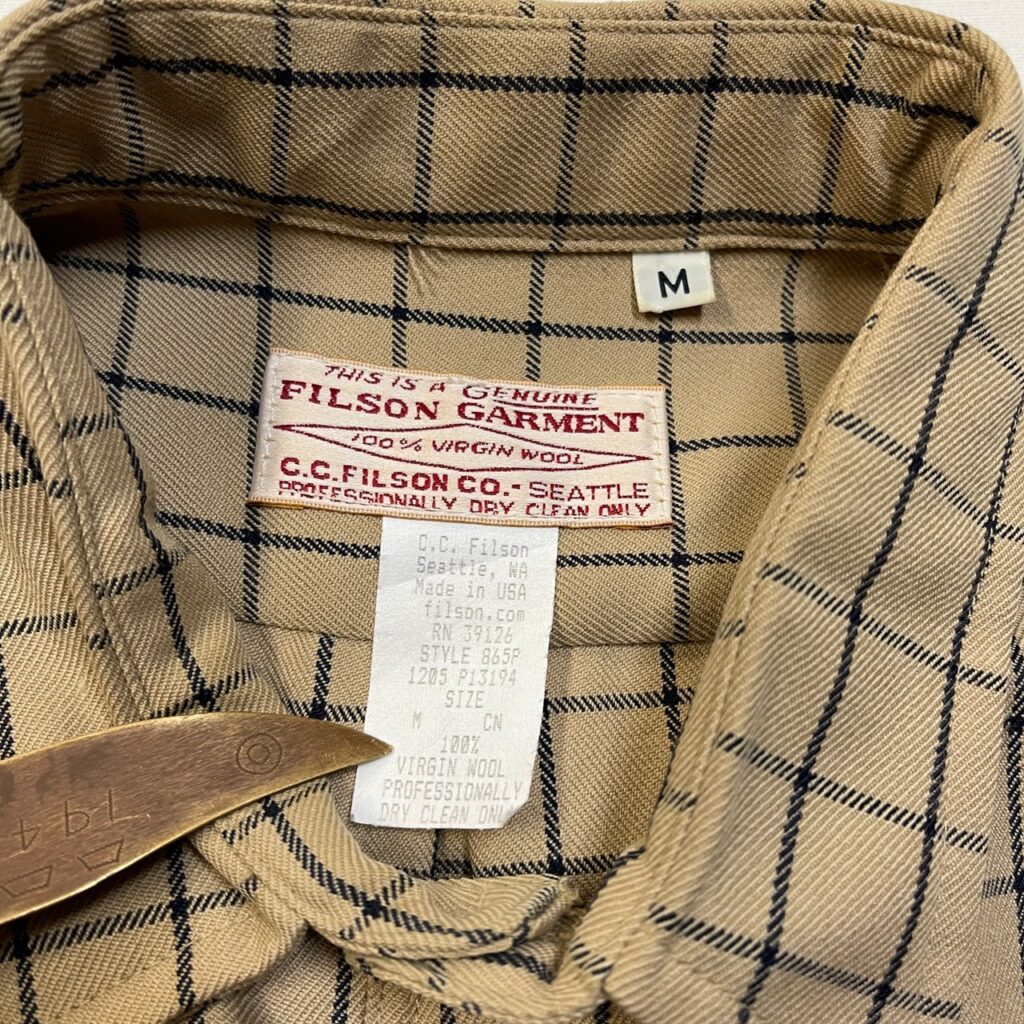 M
THIS IS A GENUINE
FILSON GARMENT
100% VIRGIN WOOL
C.C.FILSON CO.- SEATTLE
PROFESSIONALLY DRY CLEAN ONLY
C.C. Filson
Seattle, WA
Made in USA
filson.com
RN 39126
STYLE 865P
1205 P13194
SIZE
M CN
100%
VIRGIN WOOL
PROFESSIONALLY
DRY CLEAN ONLY